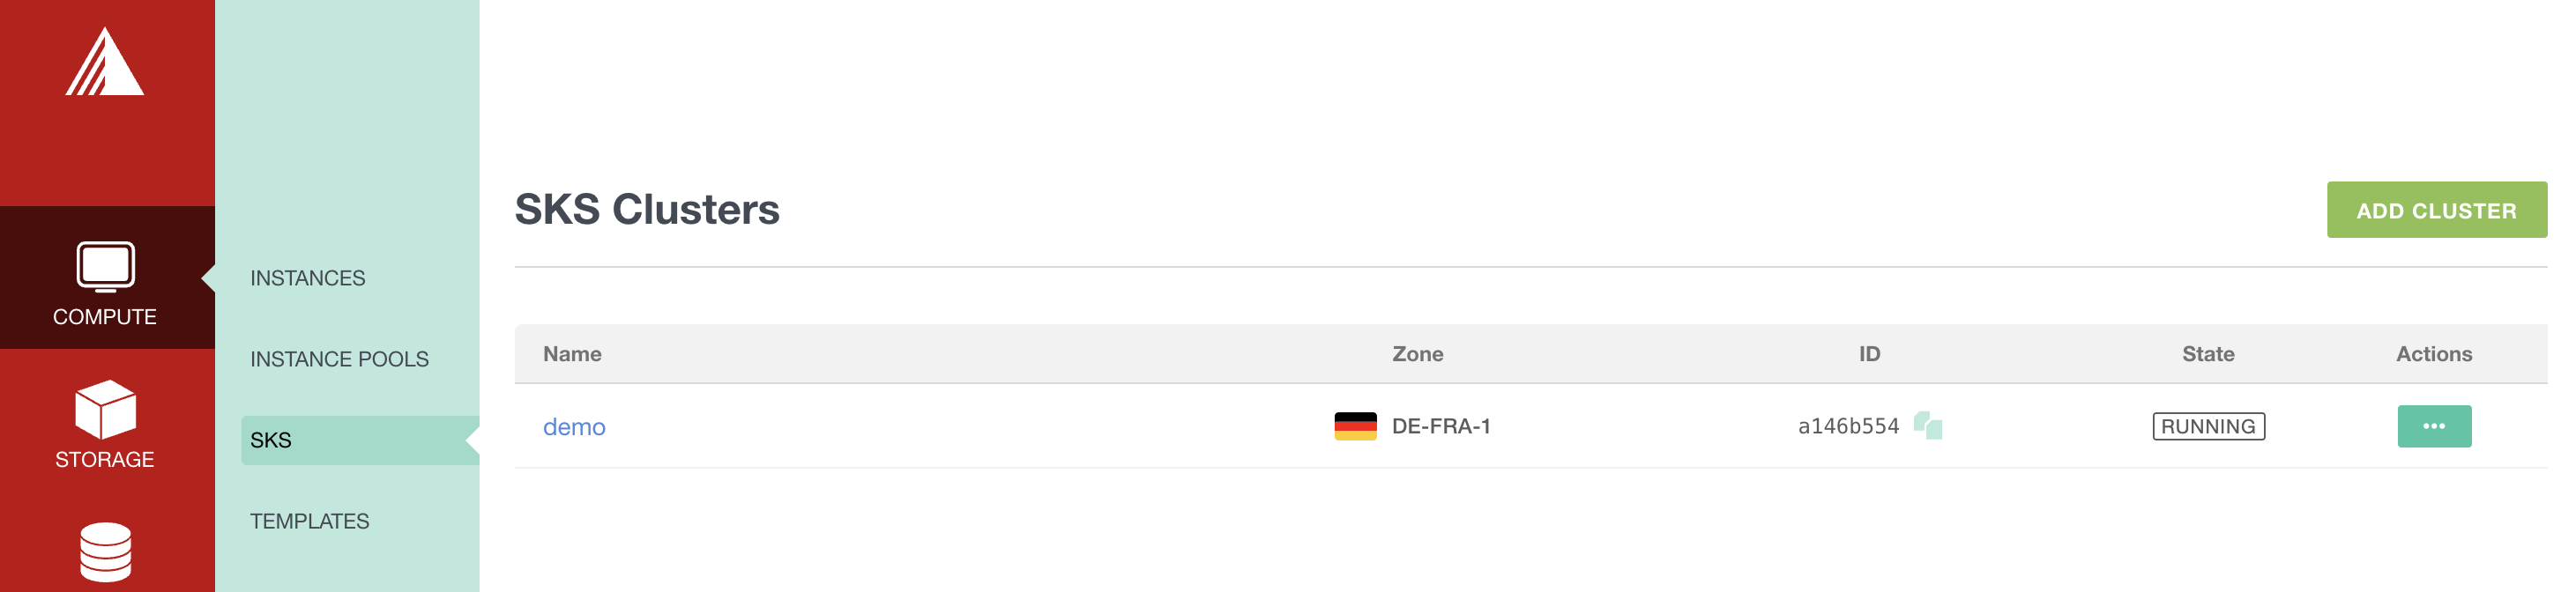 COMPUTE
STORAGE
INSTANCES
INSTANCE POOLS
SKS
TEMPLATES
SKS Clusters
ADD CLUSTER
Name Zone ID State Actions
demo DE-FRA-1 a146b554 RUNNING